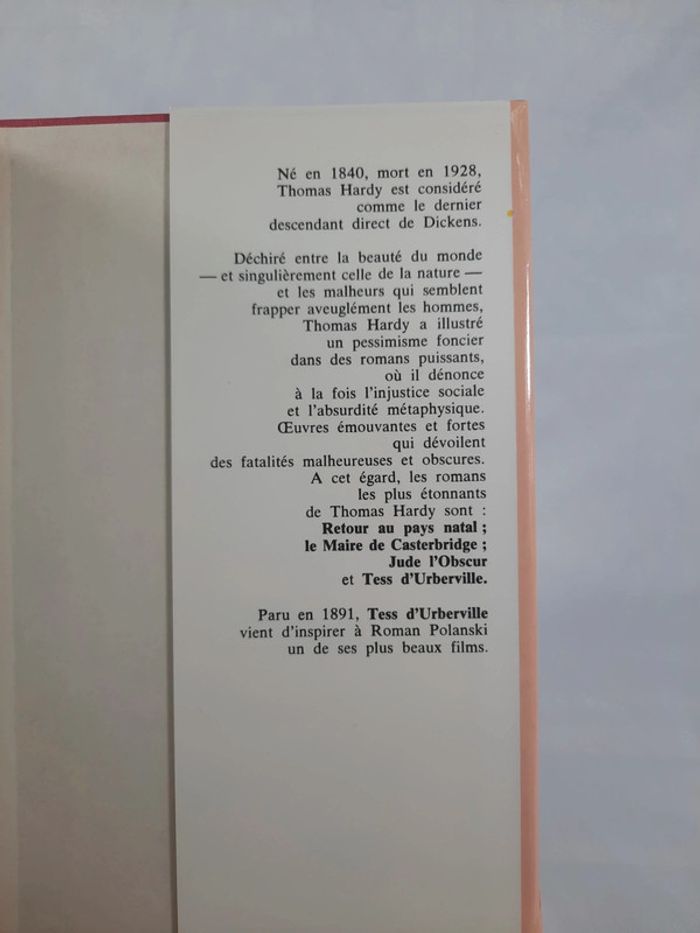 Né en 1840, mort en 1928,
Thomas Hardy est considéré
comme le dernier
descendant direct de Dickens.
Déchiré entre la beauté du monde
— et singulièrement celle de la nature —
et les malheurs qui semblent
frapper aveuglément les hommes,
Thomas Hardy a illustré
un pessimisme foncier
dans des romans puissants,
où il dénonce
à la fois l'injustice sociale
et l'absurdité métaphysique.
Œuvres émouvantes et fortes
qui dévoilent
des fatalités malheureuses et obscures.
A cet égard, les romans
les plus étonnants
de Thomas Hardy sont :
Retour au pays natal ;
le Maire de Casterbridge ;
Jude l'Obscur
et Tess d'Urberville.
Paru en 1891, Tess d'Urberville
vient d'inspirer à Roman Polanski
un de ses plus beaux films.